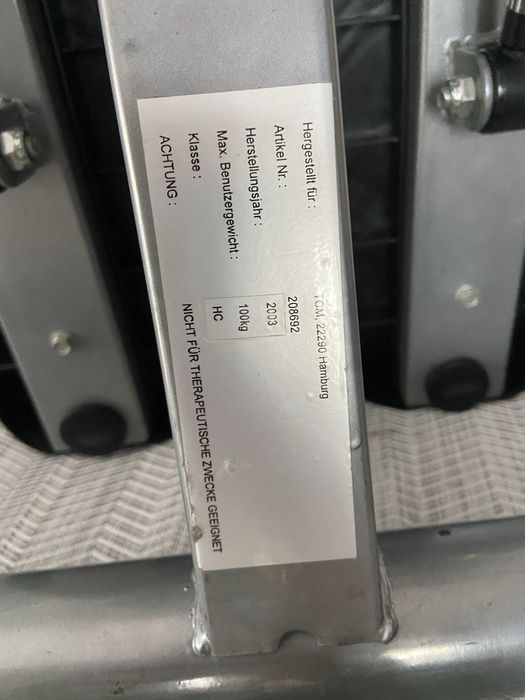 Hergestellt für : TCM, 22290 Hamburg
Artikel Nr. : 208692
Herstellungsjahr : 2003
Max. Benutzergewicht : 100kg
Klasse : HC
ACHTUNG : NICHT FÜR THERAPEUTISCHE ZWECKE GEEIGNET